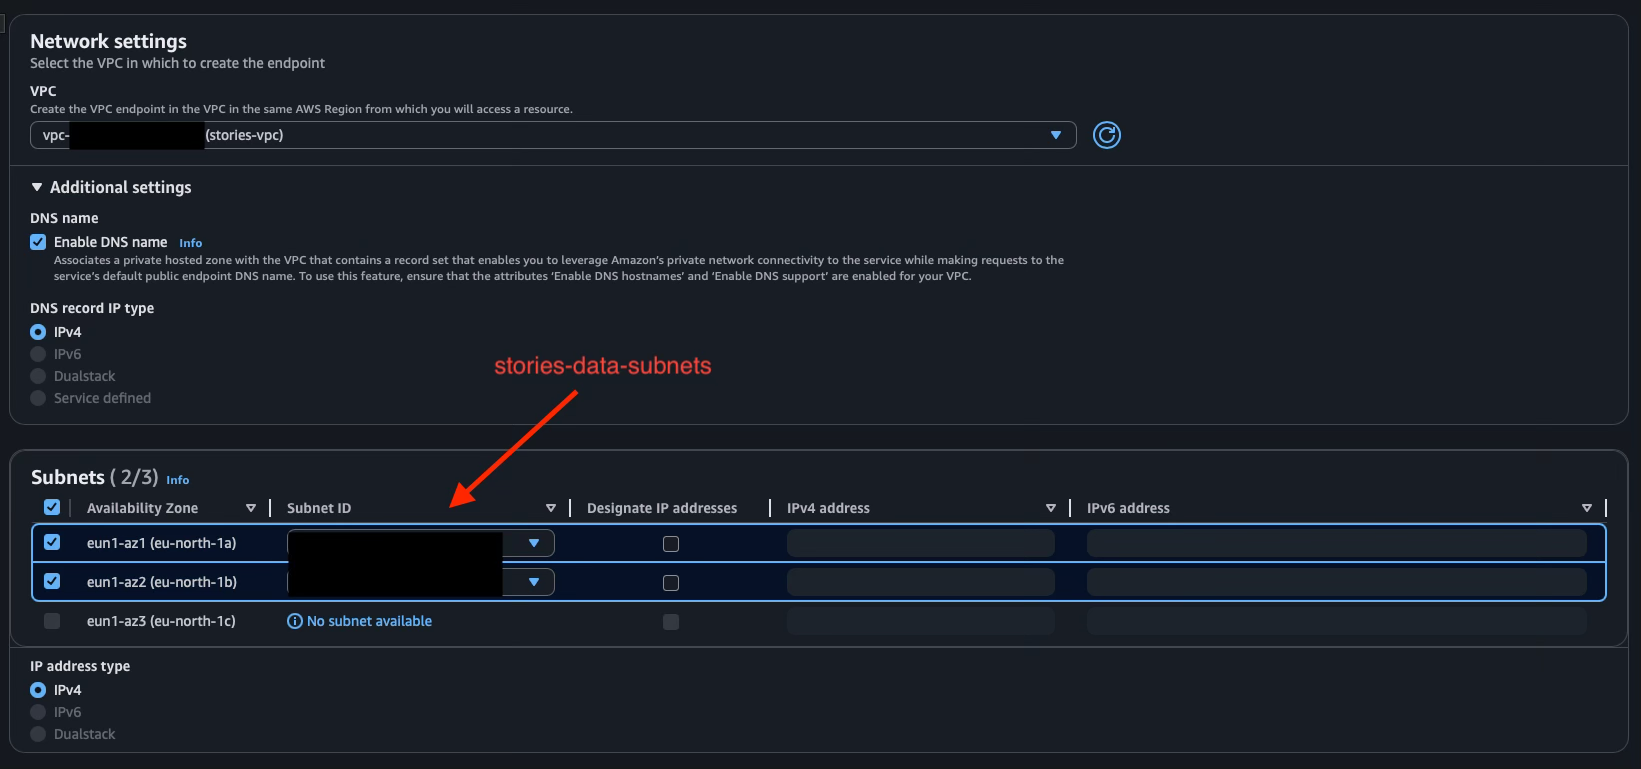 Network settings
Select the VPC in which to create the endpoint
VPC
Create the VPC endpoint in the VPC in the same AWS Region from which you will access a resource.
vpc- (stories-vpc)
Additional settings
DNS name
Enable DNS name Info
Associates a private hosted zone with the VPC that contains a record set that enables you to leverage Amazon's private network connectivity to the service while making requests to the
service's default public endpoint DNS name. To use this feature, ensure that the attributes ‘Enable DNS hostnames’ and ‘Enable DNS support’ are enabled for your VPC.
DNS record IP type
IPv4
IPv6
stories-data-subnets
Dualstack
Service defined
Subnets ( 2/3) Info
Availability Zone Subnet ID Designate IP addresses IPv4 address IPv6 address
eun1-az1 (eu-north-1a)
eun1-az2 (eu-north-1b)
eun1-az3 (eu-north-1c) No subnet available
IP address type
IPv4
IPv6
Dualstack